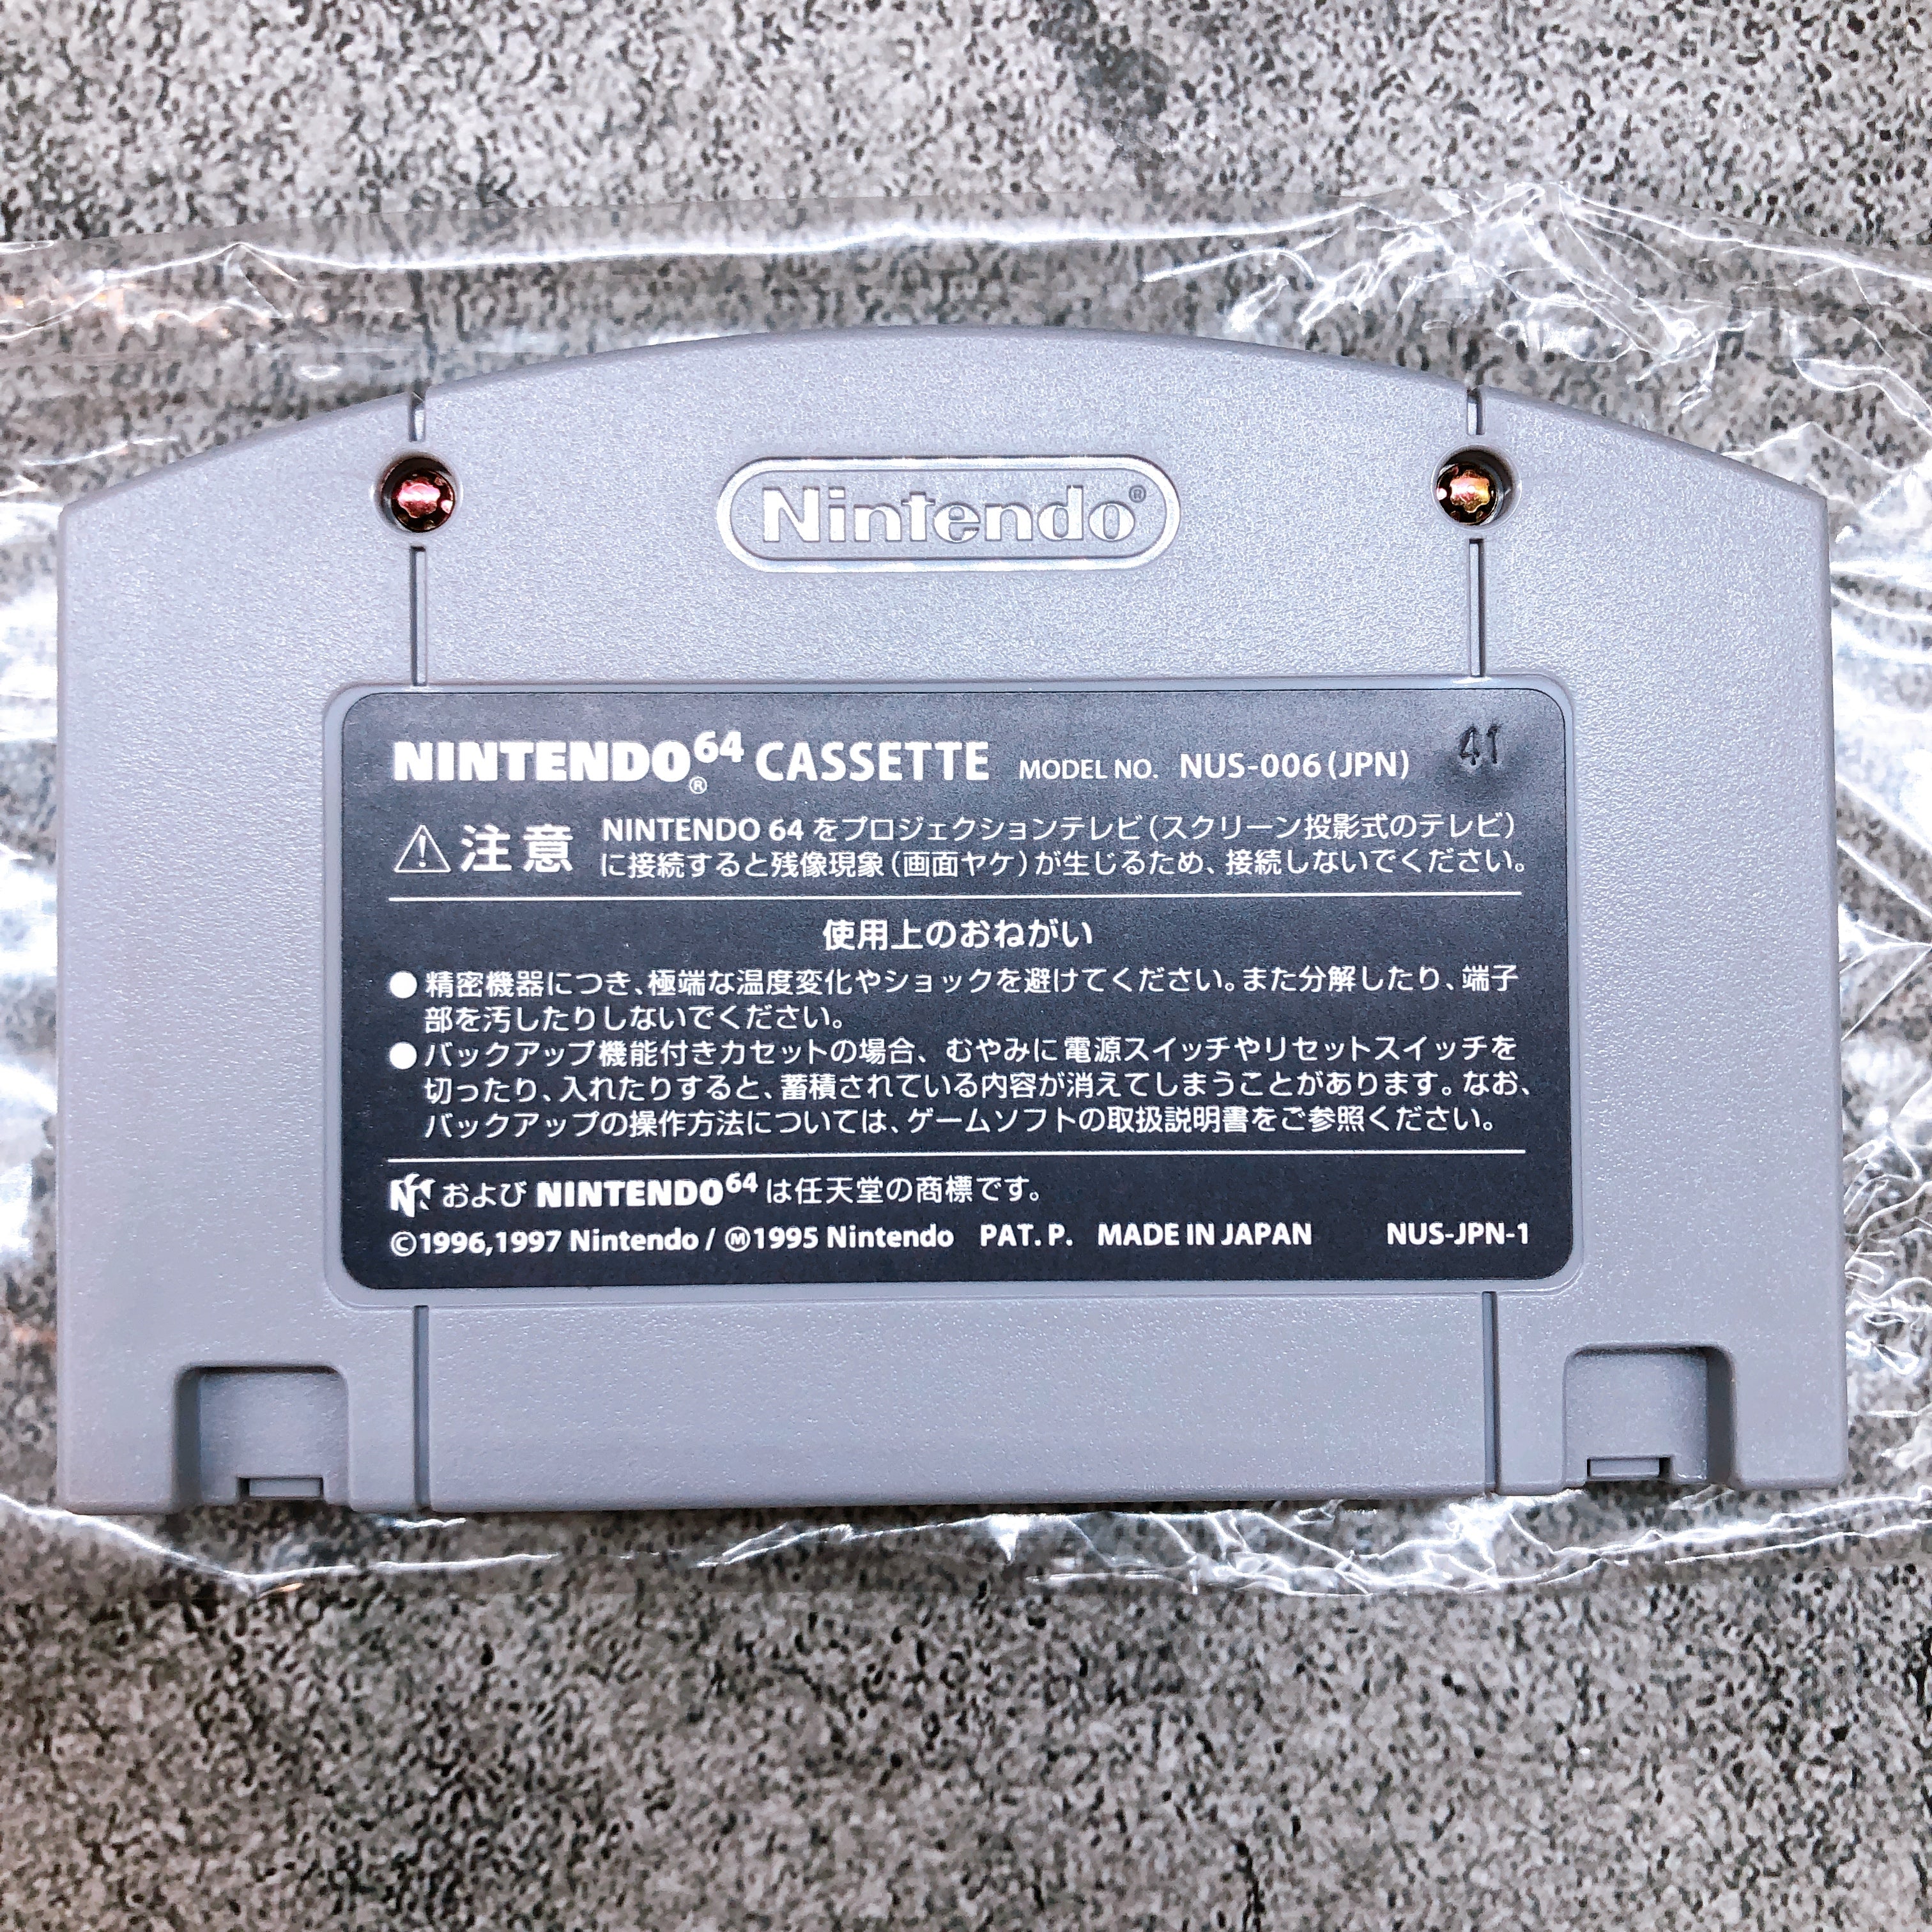 Nintendo®
NINTENDO64® CASSETTE MODEL NO. NUS-006(JPN) 41
⚠注意 NINTENDO 64 をプロジェクションテレビ(スクリーン投影式のテレビ)
に接続すると残像現象(画面ヤケ)が生じるため、接続しないでください。
使用上のおねがい
●精密機器につき、極端な温度変化やショックを避けてください。また分解したり、端子
部を汚したりしないでください。
●バックアップ機能付きカセットの場合、むやみに電源スイッチやリセットスイッチを
切ったり、入れたりすると、蓄積されている内容が消えてしまうことがあります。なお、
バックアップの操作方法については、ゲームソフトの取扱説明書をご参照ください。
および NINTENDO64 は任天堂の商標です。
©1996,1997 Nintendo / Ⓜ1995 Nintendo PAT. P. MADE IN JAPAN NUS-JPN-1